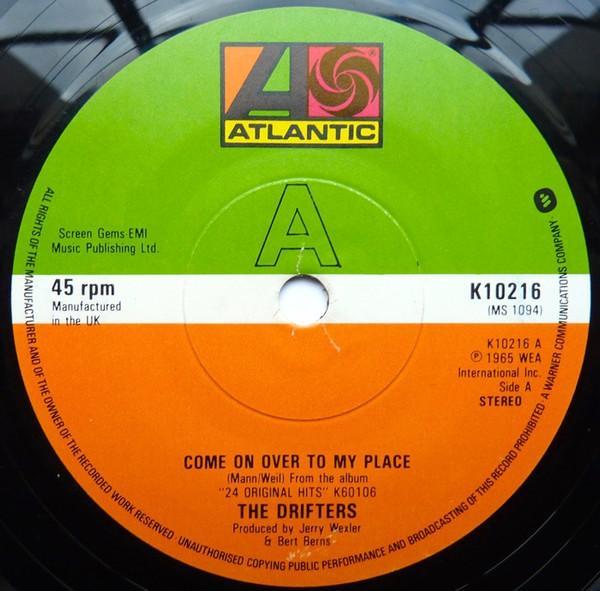 ATLANTIC
A
Screen Gems-EMI
Music Publishing Ltd.
45 rpm
Manufactured
in the UK
K10216
(MS 1094)
K10216 A
℗ 1965 WEA
International Inc.
Side A
STEREO
COME ON OVER TO MY PLACE
(Mann/Weil) From the album
"24 ORIGINAL HITS" K60106
THE DRIFTERS
Produced by Jerry Wexler
& Bert Berns
ALL RIGHTS OF THE MANUFACTURER AND OF THE OWNER OF THE RECORDED WORK RESERVED · UNAUTHORISED COPYING PUBLIC PERFORMANCE AND BROADCASTING OF THIS RECORD PROHIBITED · A WARNER COMMUNICATIONS COMPANY ·